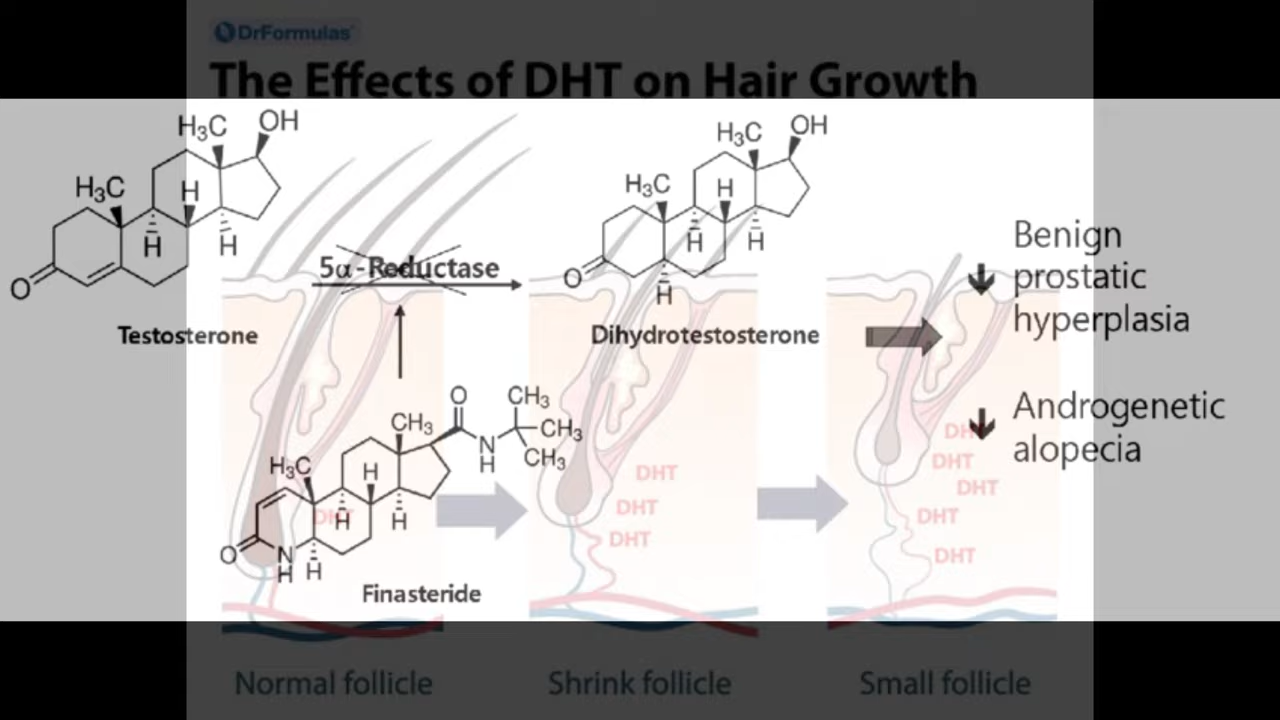 DrFormulas
The Effects of DHT on Hair Growth
H₃C OH
H₃C H
H H
O
Testosterone
5α-Reductase
H₃C OH
H₃C H
H H
O
H
Dihydrotestosterone
Benign
prostatic
hyperplasia
Androgenetic
alopecia
O CH₃
CH₃ CH₃
N
H CH₃
H₃C H
H H
O N
H H
Finasteride
DHT
DHT
DHT
DHT
DHT
DHT
DHT
DHT
DHT
Normal follicle
Shrink follicle
Small follicle